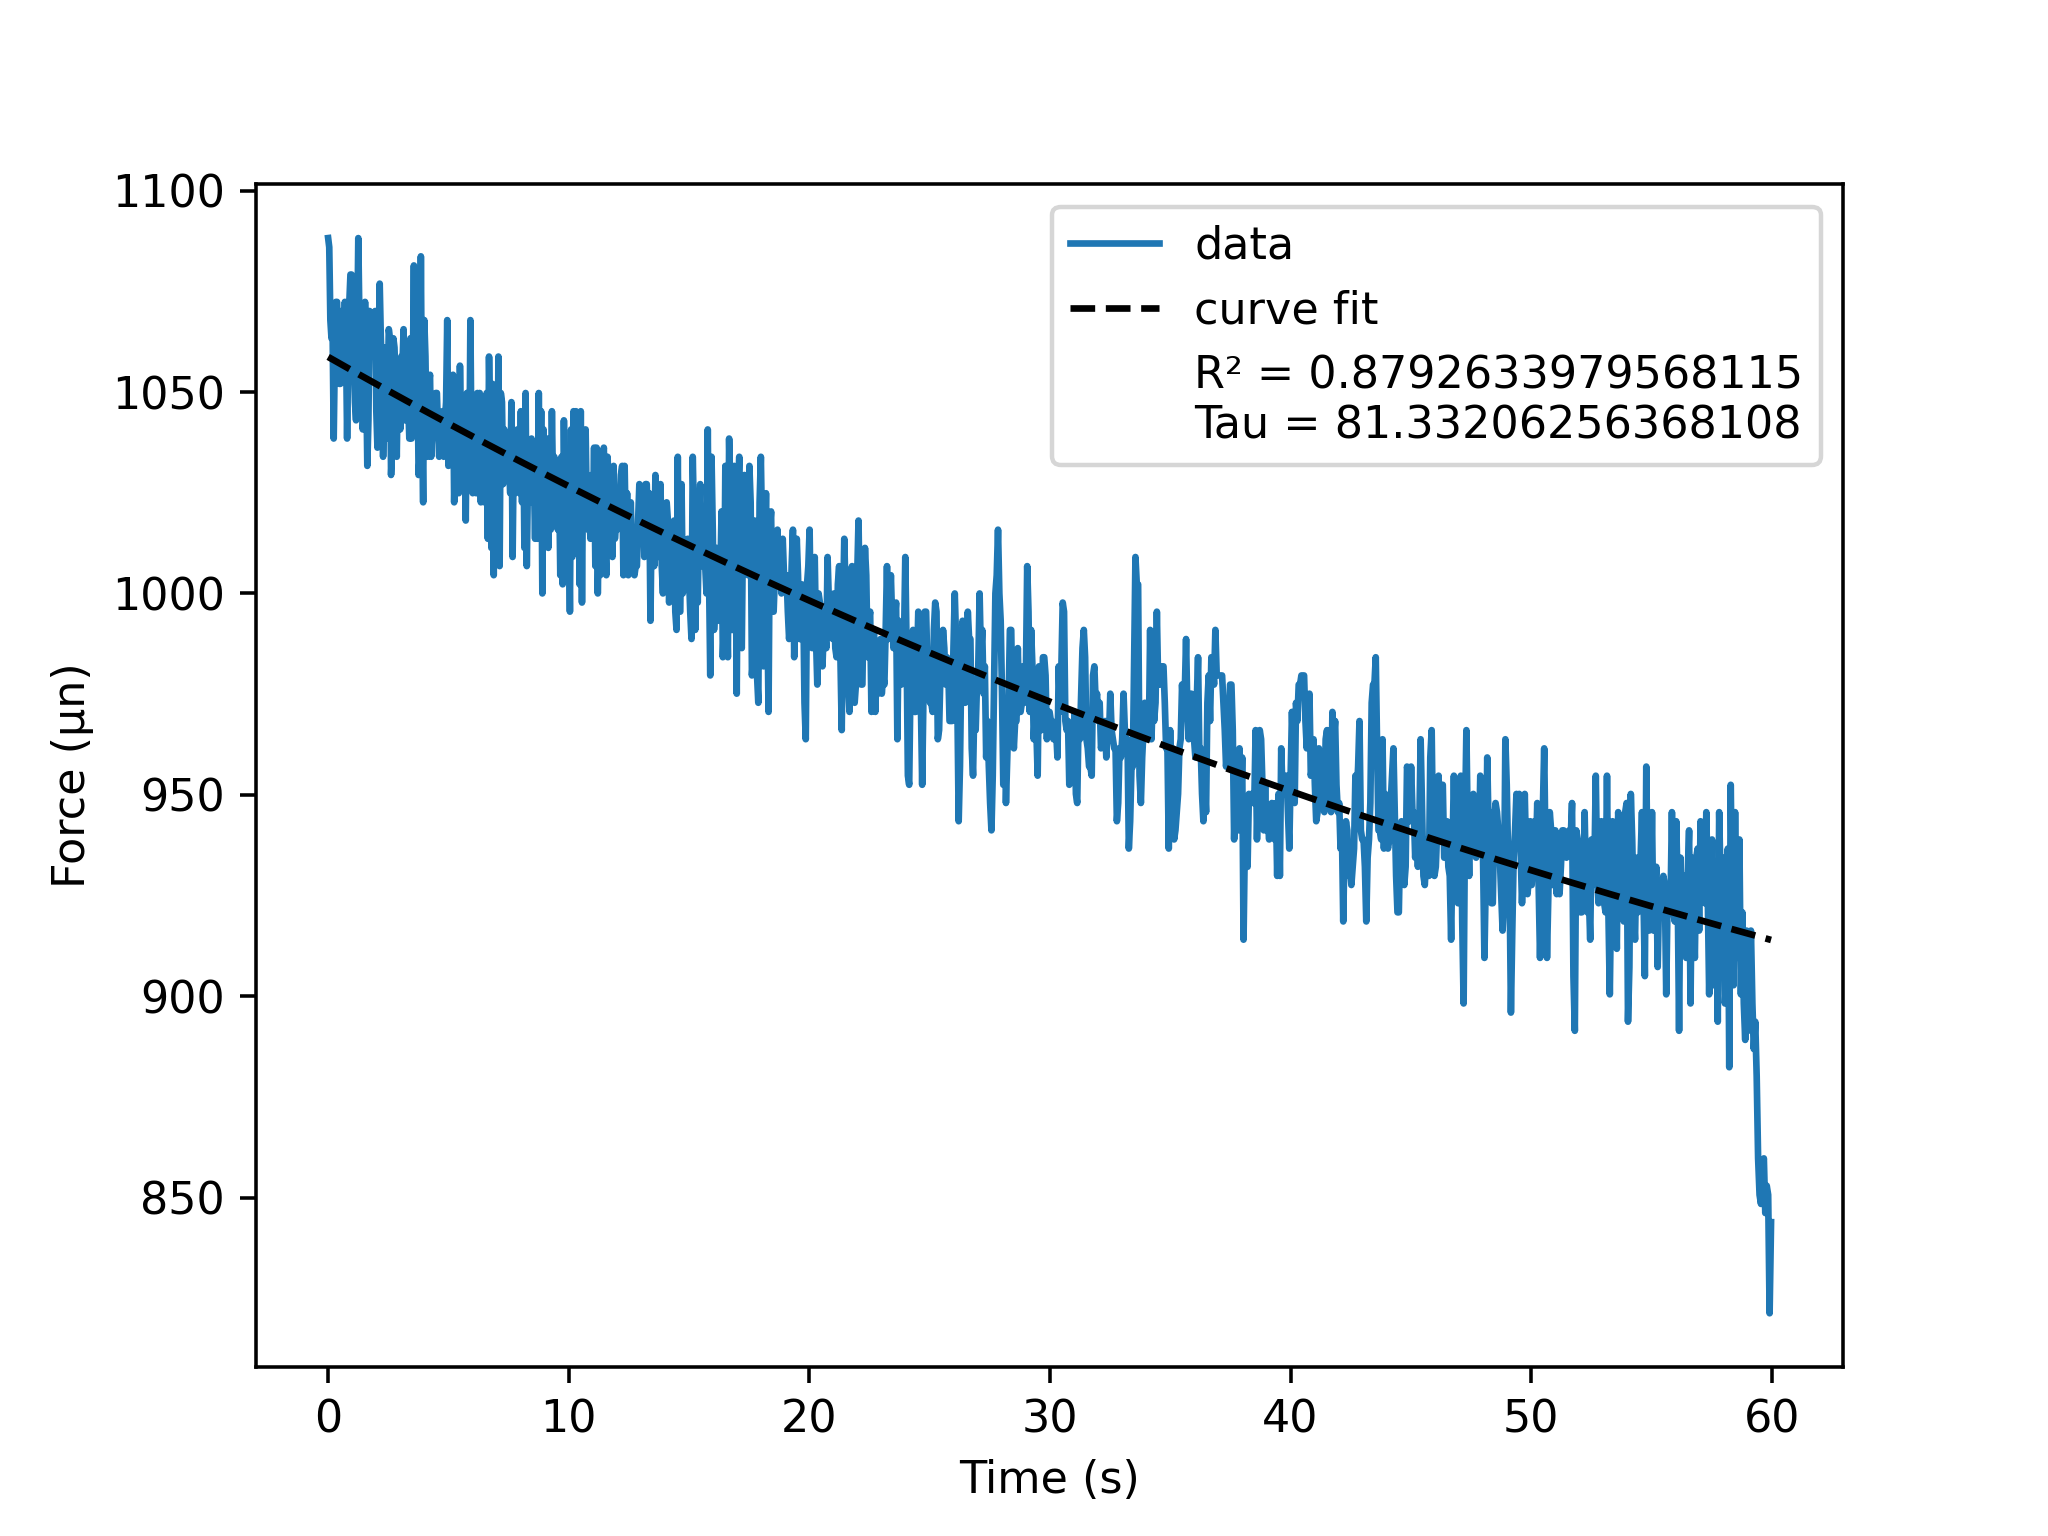 1100
1050
1000
950
900
850
Force (µn)
data
curve fit
R² = 0.8792633979568115
Tau = 81.33206256368108
0 10 20 30 40 50 60
Time (s)